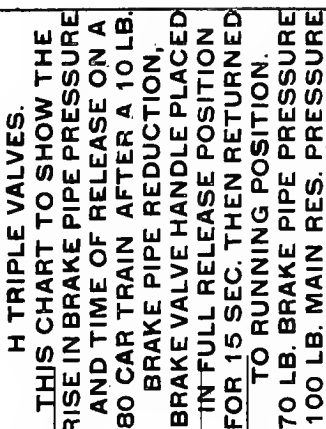 H TRIPLE VALVES.
THIS CHART TO SHOW THE
RISE IN BRAKE PIPE PRESSURE
AND TIME OF RELEASE ON A
80 CAR TRAIN AFTER A 10 LB.
BRAKE PIPE REDUCTION,
BRAKE VALVE HANDLE PLACED
IN FULL RELEASE POSITION
FOR 15 SEC. THEN RETURNED
TO RUNNING POSITION.
70 LB. BRAKE PIPE PRESSURE
100 LB. MAIN RES. PRESSURE